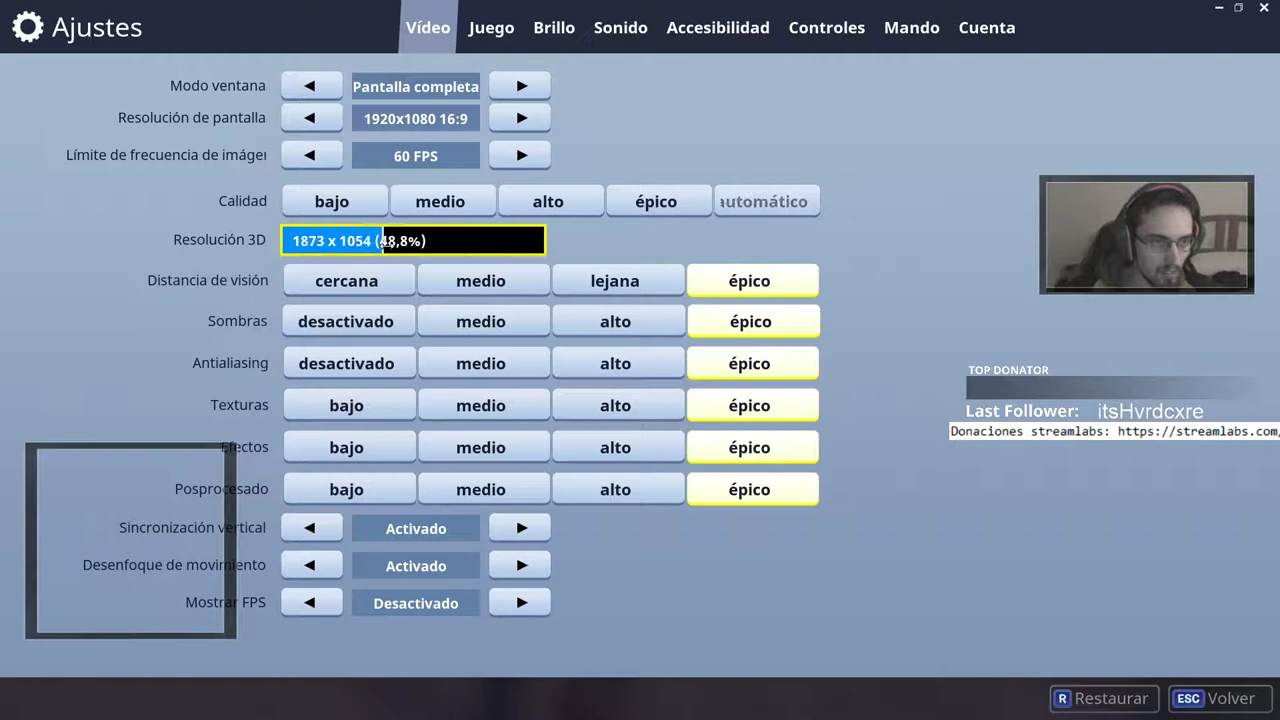 Ajustes
Vídeo Juego Brillo Sonido Accesibilidad Controles Mando Cuenta
Modo ventana ◄ Pantalla completa ►
Resolución de pantalla ◄ 1920x1080 16:9 ►
Límite de frecuencia de imáger ◄ 60 FPS ►
Calidad bajo medio alto épico automático
Resolución 3D 1873 x 1054 (48,8%)
Distancia de visión cercana medio lejana épico
Sombras desactivado medio alto épico
Antialiasing desactivado medio alto épico
TOP DONATOR
Texturas bajo medio alto épico
Last Follower: itsHvrdcxre
Donaciones streamlabs: https://streamlabs.com/
Efectos bajo medio alto épico
Posprocesado bajo medio alto épico
Sincronización vertical ◄ Activado ►
Desenfoque de movimiento ◄ Activado ►
Mostrar FPS ◄ Desactivado ►
R Restaurar ESC Volver